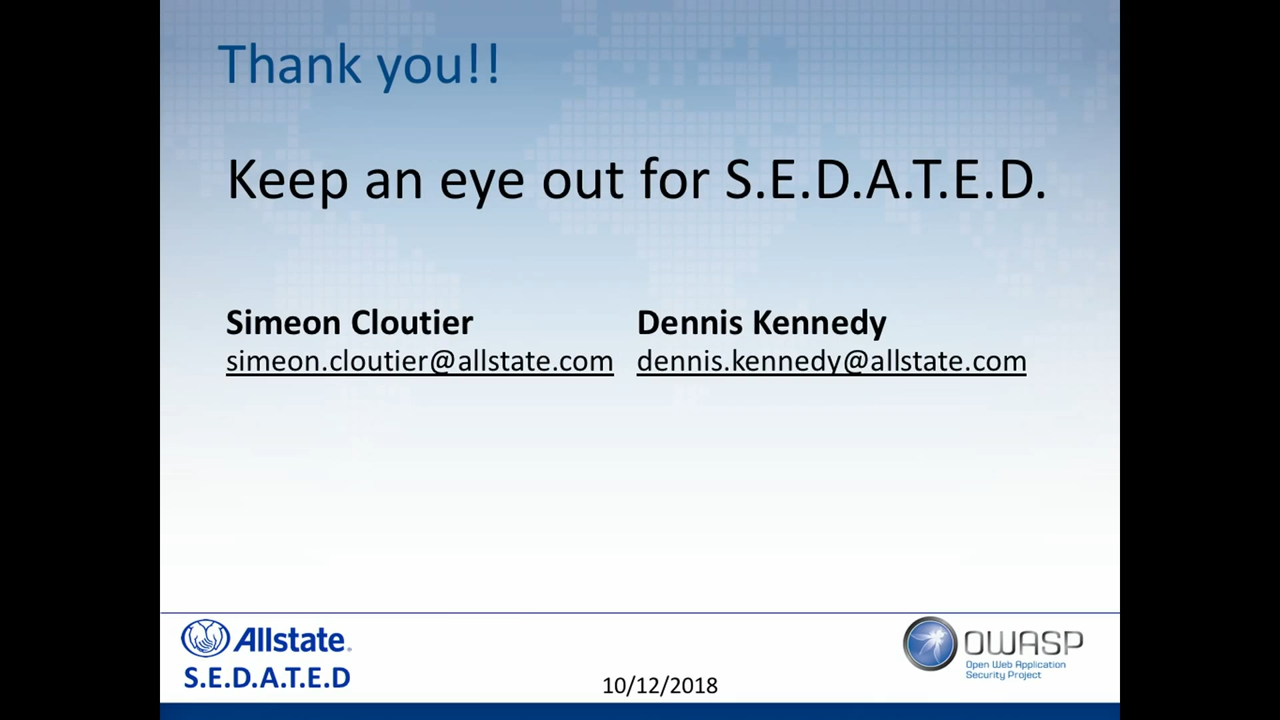 Thank you!!
Keep an eye out for S.E.D.A.T.E.D.
Simeon Cloutier
simeon.cloutier@allstate.com
Dennis Kennedy
dennis.kennedy@allstate.com
Allstate®
S.E.D.A.T.E.D
10/12/2018
OWASP
Open Web Application
Security Project